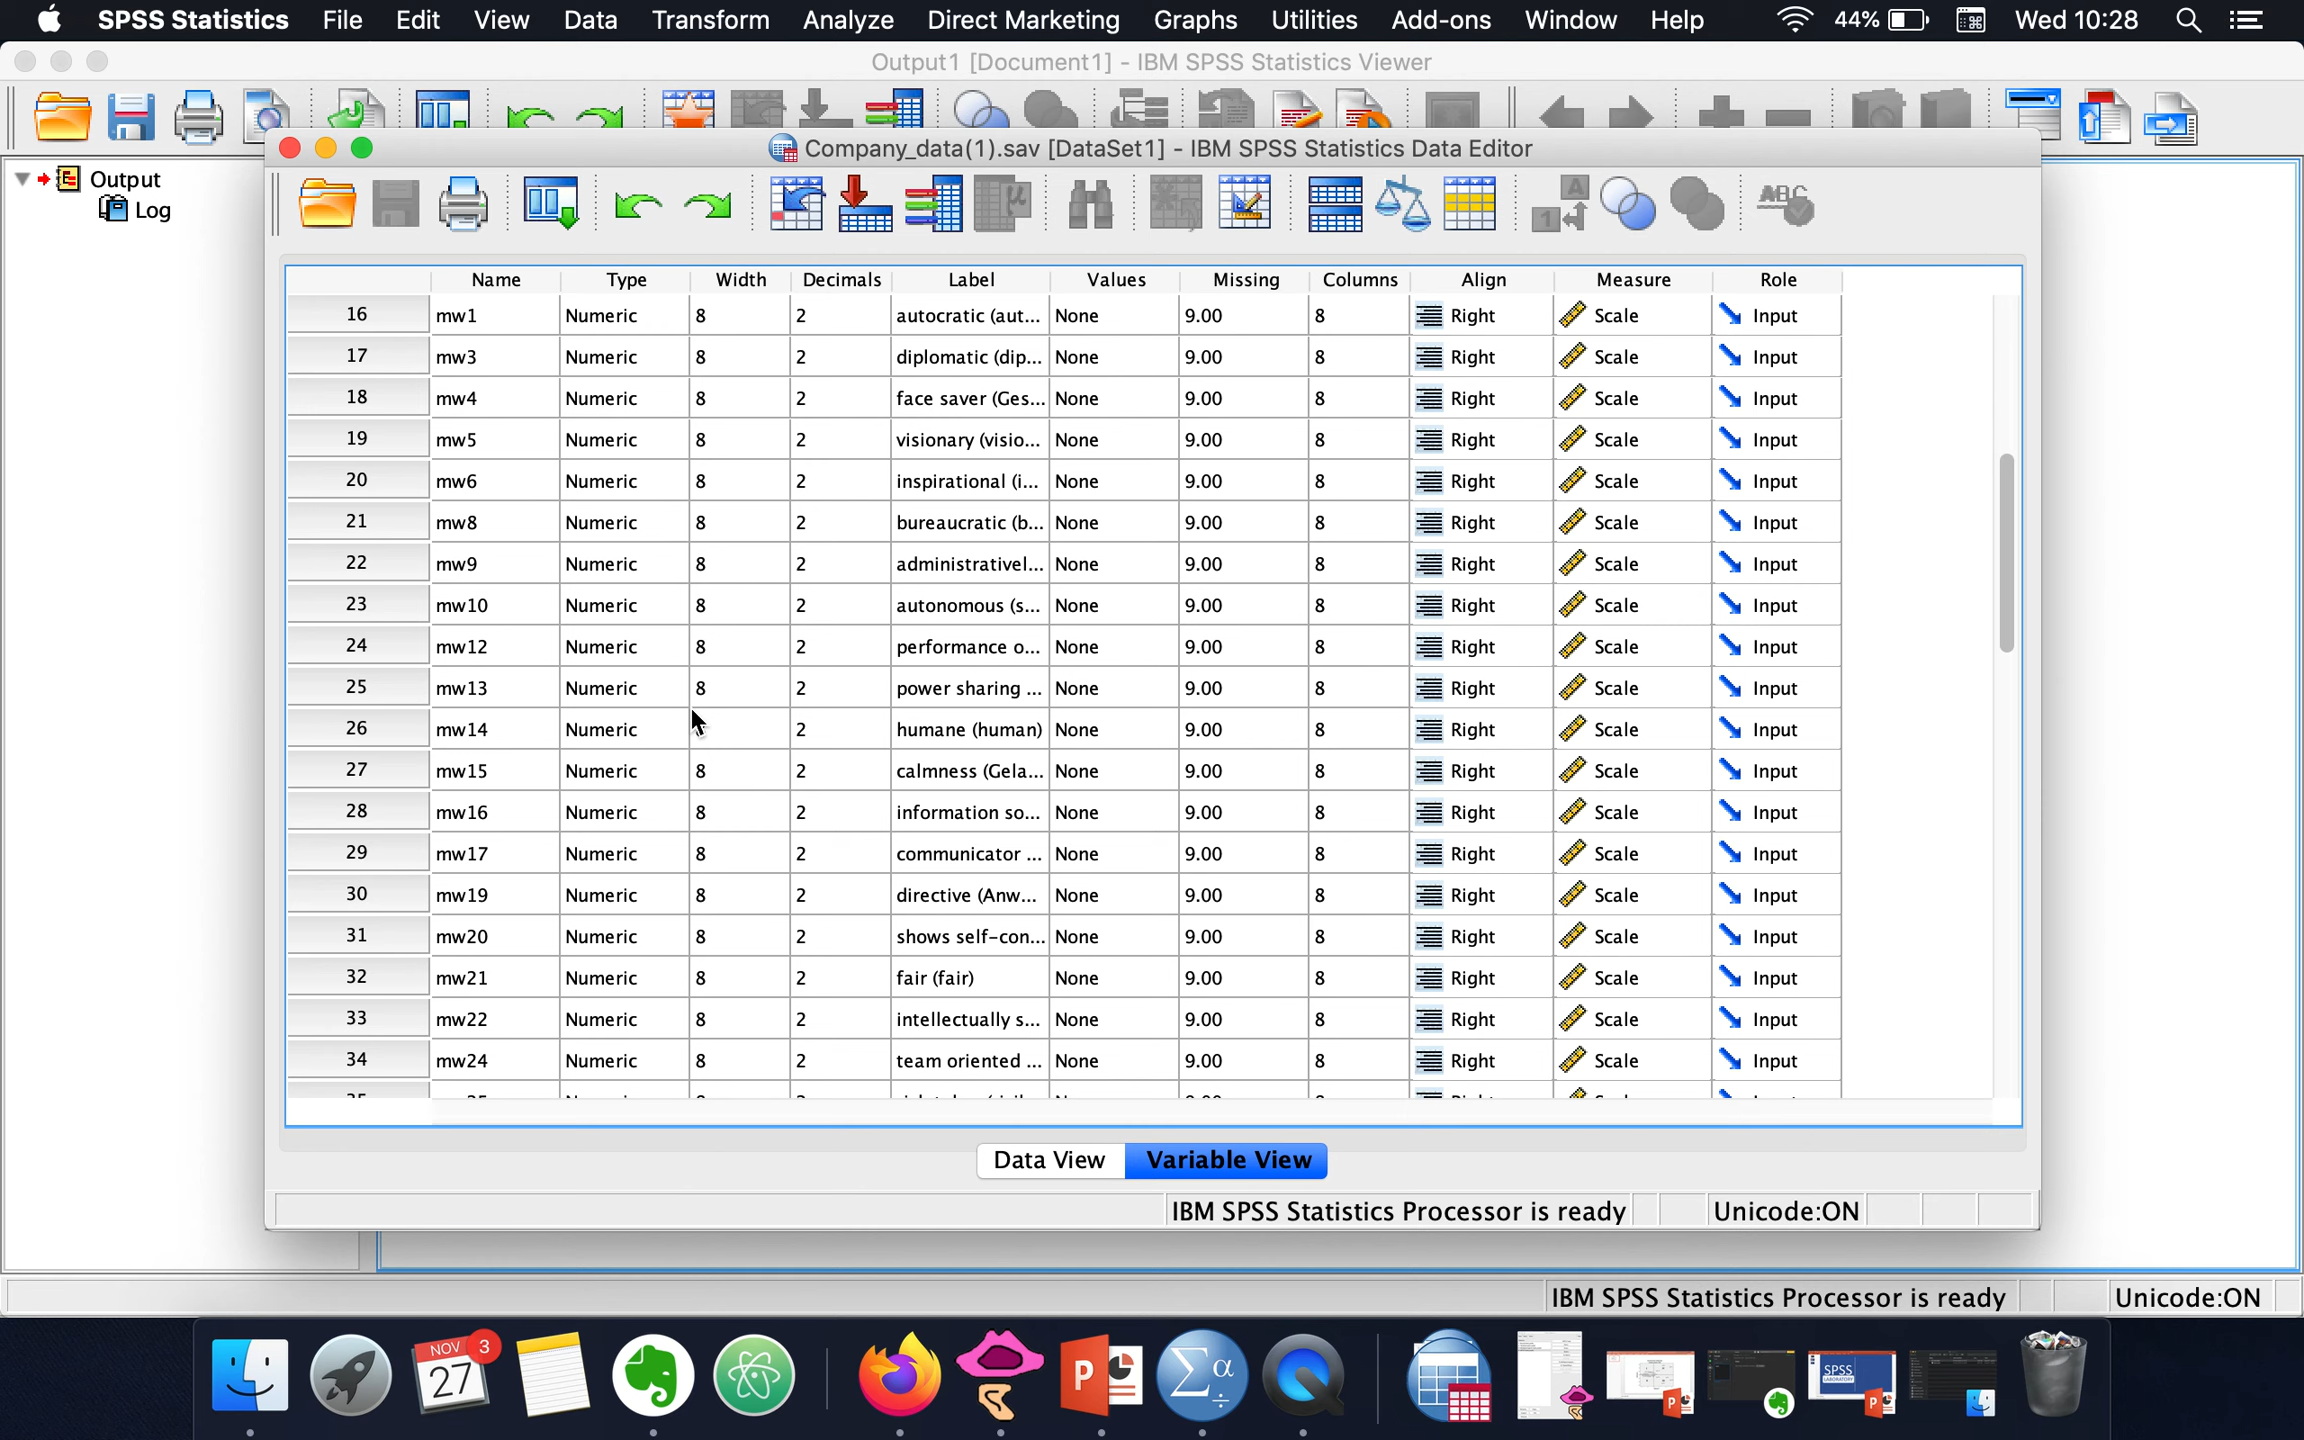 SPSS Statistics File Edit View Data Transform Analyze Direct Marketing Graphs Utilities Add-ons Window Help 44% Wed 10:28
Output1 [Document1] - IBM SPSS Statistics Viewer
Company_data(1).sav [DataSet1] - IBM SPSS Statistics Data Editor
Output
Log
A
1
ABC
Name Type Width Decimals Label Values Missing Columns Align Measure Role
16 mw1 Numeric 8 2 autocratic (aut... None 9.00 8 Right Scale Input
17 mw3 Numeric 8 2 diplomatic (dip... None 9.00 8 Right Scale Input
18 mw4 Numeric 8 2 face saver (Ges... None 9.00 8 Right Scale Input
19 mw5 Numeric 8 2 visionary (visio... None 9.00 8 Right Scale Input
20 mw6 Numeric 8 2 inspirational (i... None 9.00 8 Right Scale Input
21 mw8 Numeric 8 2 bureaucratic (b... None 9.00 8 Right Scale Input
22 mw9 Numeric 8 2 administrativel... None 9.00 8 Right Scale Input
23 mw10 Numeric 8 2 autonomous (s... None 9.00 8 Right Scale Input
24 mw12 Numeric 8 2 performance o... None 9.00 8 Right Scale Input
25 mw13 Numeric 8 2 power sharing ... None 9.00 8 Right Scale Input
26 mw14 Numeric 2 humane (human) None 9.00 8 Right Scale Input
27 mw15 Numeric 8 2 calmness (Gela... None 9.00 8 Right Scale Input
28 mw16 Numeric 8 2 information so... None 9.00 8 Right Scale Input
29 mw17 Numeric 8 2 communicator ... None 9.00 8 Right Scale Input
30 mw19 Numeric 8 2 directive (Anw... None 9.00 8 Right Scale Input
31 mw20 Numeric 8 2 shows self-con... None 9.00 8 Right Scale Input
32 mw21 Numeric 8 2 fair (fair) None 9.00 8 Right Scale Input
33 mw22 Numeric 8 2 intellectually s... None 9.00 8 Right Scale Input
34 mw24 Numeric 8 2 team oriented ... None 9.00 8 Right Scale Input
Data View Variable View
IBM SPSS Statistics Processor is ready Unicode:ON
IBM SPSS Statistics Processor is ready Unicode:ON
NOV 3
27
SPSS